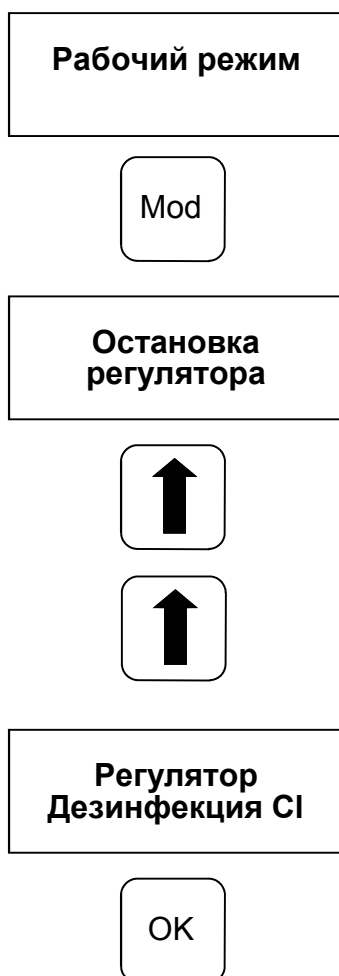 Рабочий режим
Mod
Остановка
регулятора
Регулятор
Дезинфекция Cl
OK